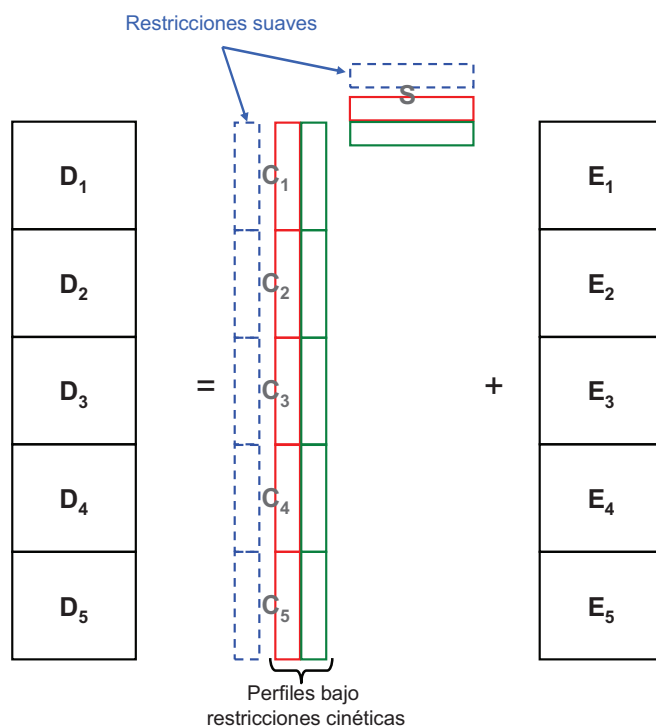 Restricciones suaves
S
D₁ C₁ E₁
D₂ C₂ E₂
D₃ C₃ E₃
= +
D₄ C₄ E₄
D₅ C₅ E₅
Perfiles bajo
restricciones cinéticas